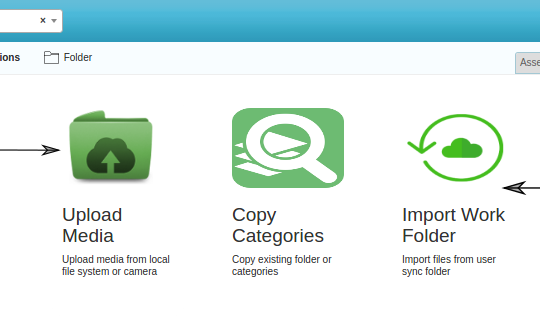 ×
ions
Folder
Asse
Upload
Media
Upload media from local
file system or camera
Copy
Categories
Copy existing folder or
categories
Import Work
Folder
Import files from user
sync folder